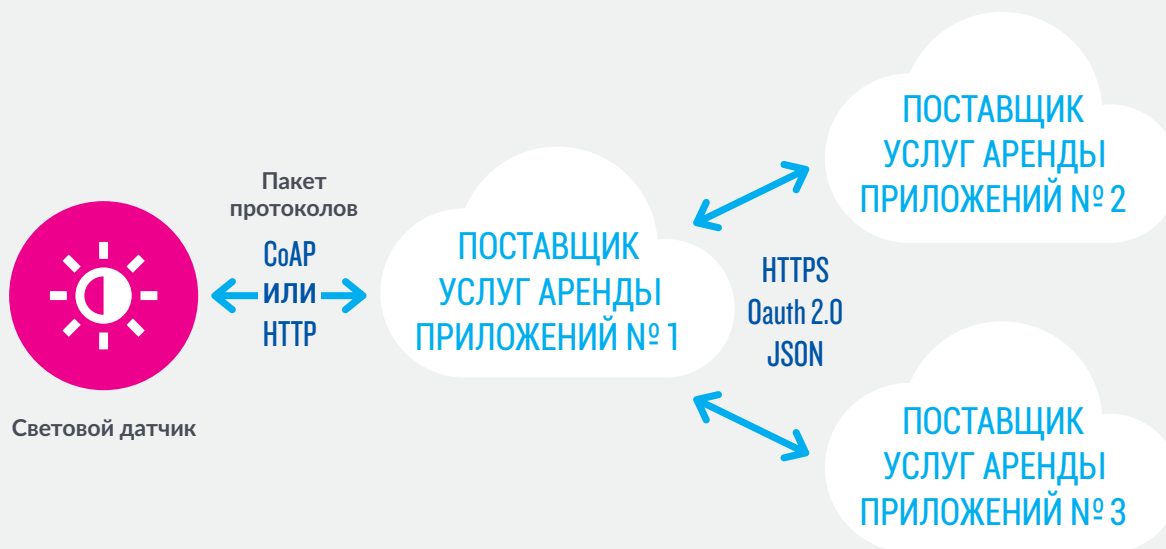 Световой датчик
Пакет
протоколов
CoAP
ИЛИ
HTTP
ПОСТАВЩИК
УСЛУГ АРЕНДЫ
ПРИЛОЖЕНИЙ № 1
HTTPS
Oauth 2.0
JSON
ПОСТАВЩИК
УСЛУГ АРЕНДЫ
ПРИЛОЖЕНИЙ № 2
ПОСТАВЩИК
УСЛУГ АРЕНДЫ
ПРИЛОЖЕНИЙ № 3